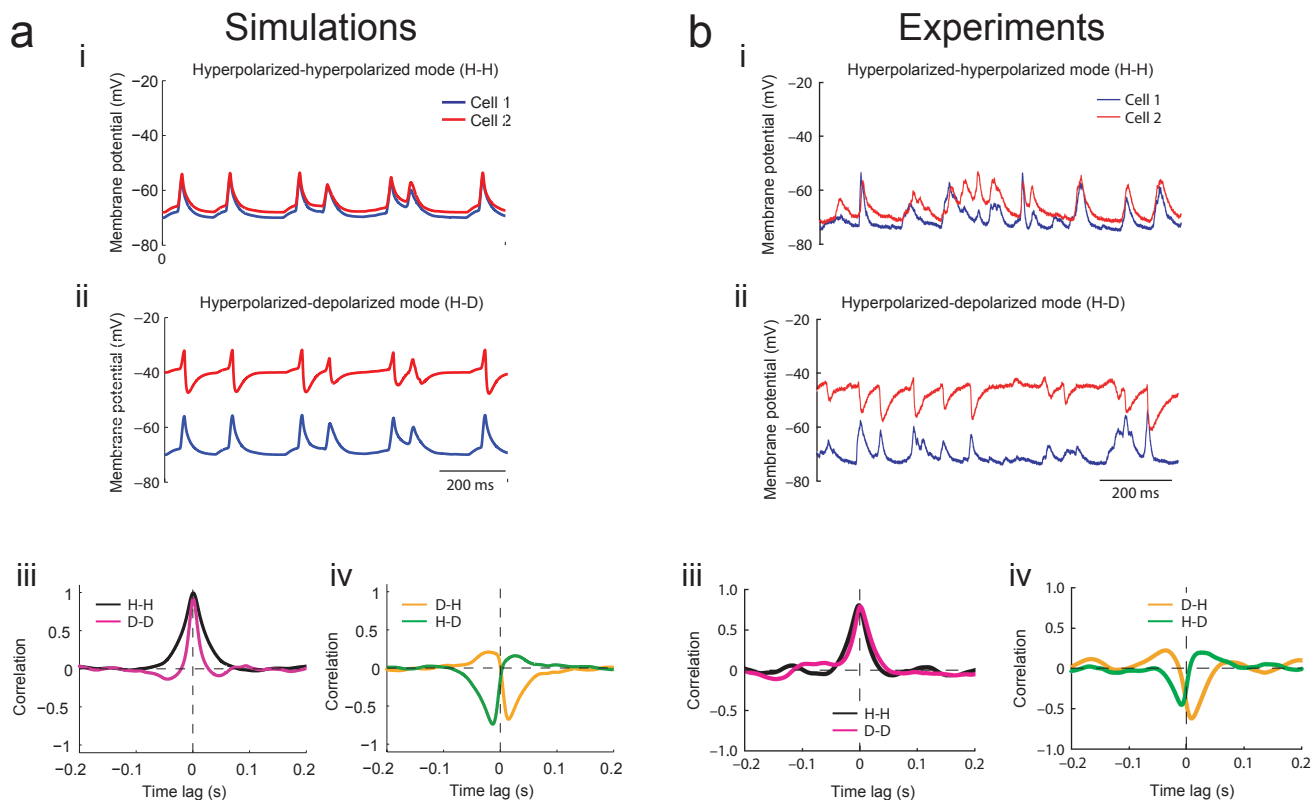 a
Simulations
i
Hyperpolarized-hyperpolarized mode (H-H)
Membrane potential (mV)
−20
−40
−60
−80
0
Cell 1
Cell 2
ii
Hyperpolarized-depolarized mode (H-D)
Membrane potential (mV)
−20
−40
−60
−80
200 ms
iii
Correlation
1
0.5
0
−0.5
−1
H-H
D-D
−0.2
−0.1
0
0.1
0.2
Time lag (s)
iv
Correlation
1
0.5
0
−0.5
−1
D-H
H-D
−0.2
−0.1
0
0.1
0.2
Time lag (s)
b
Experiments
i
Hyperpolarized-hyperpolarized mode (H-H)
Membrane potential (mV)
−20
−40
−60
−80
Cell 1
Cell 2
ii
Hyperpolarized-depolarized mode (H-D)
Membrane potential (mV)
−20
−40
−60
−80
200 ms
iii
Correlation
1.0
0.5
0
−0.5
−1.0
H-H
D-D
−0.2
−0.1
0
0.1
0.2
Time lag (s)
iv
Correlation
1.0
0.5
0
−0.5
−1.0
D-H
H-D
−0.2
−0.1
0
0.1
0.2
Time lag (s)